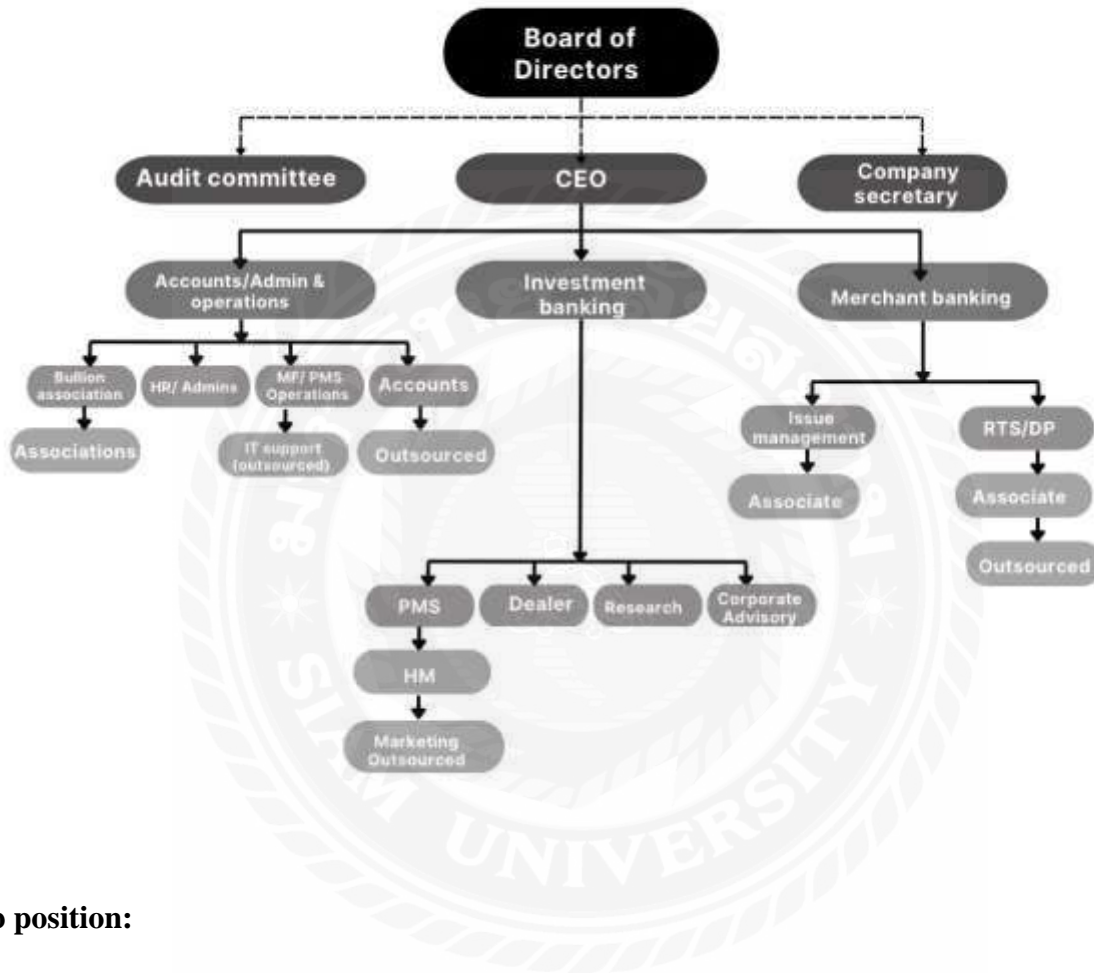 Board of
Directors
Audit committee
CEO
Company
secretary
Accounts/Admin &
operations
Investment
banking
Merchant banking
Bullion
association
HR/ Admins
MF/ PMS
Operations
Accounts
Associations
IT support
(outsourced)
Outsourced
Issue
management
RTS/DP
Associate
Associate
Outsourced
PMS
Dealer
Research
Corporate
Advisory
HM
Marketing
Outsourced
SIAM UNIVERSITY
position: